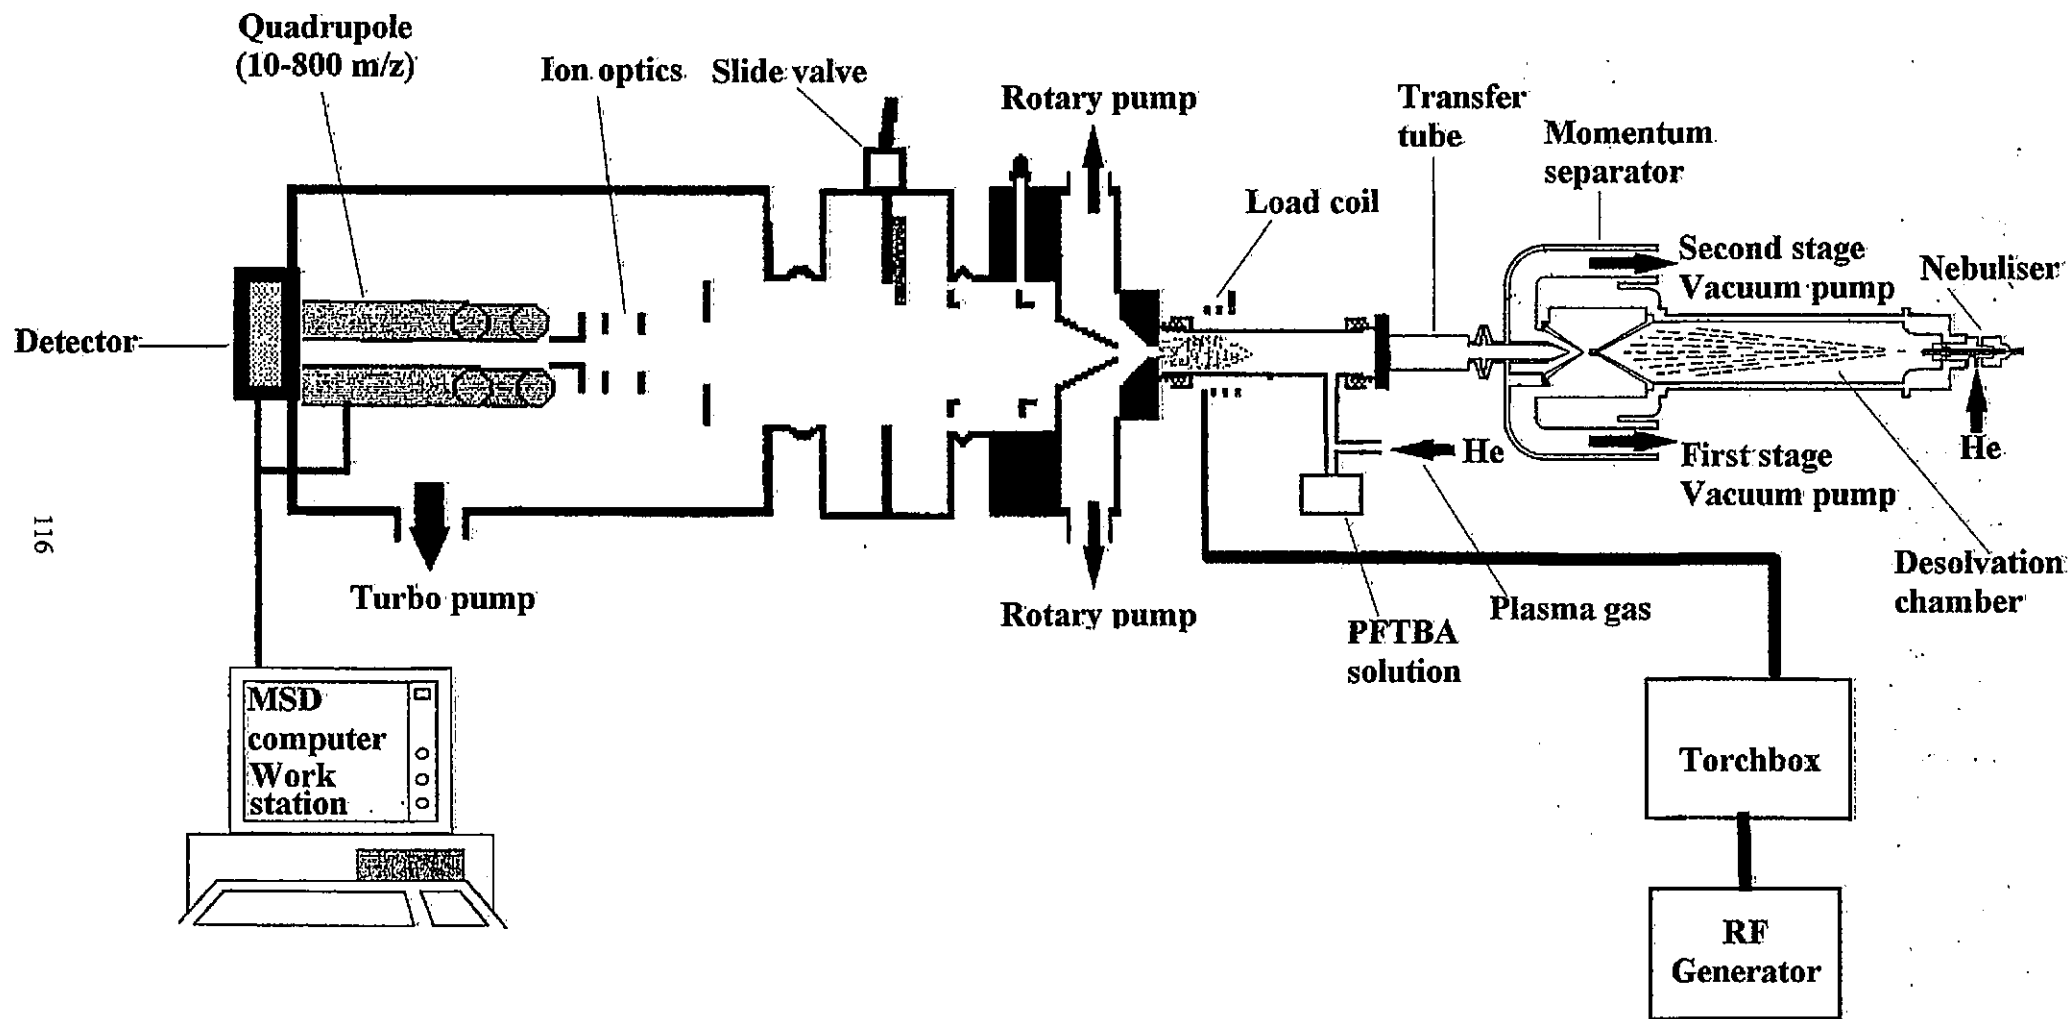 Quadrupole
(10-800 m/z)
Ion optics
Slide valve
Rotary pump
Transfer
tube
Momentum
separator
Load coil
Second stage
Vacuum pump
Nebuliser
Detector
He
He
First stage
Vacuum pump
116
Turbo pump
Rotary pump
Plasma gas
PFTBA
solution
Desolvation
chamber
MSD
computer
Work
station
Torchbox
RF
Generator